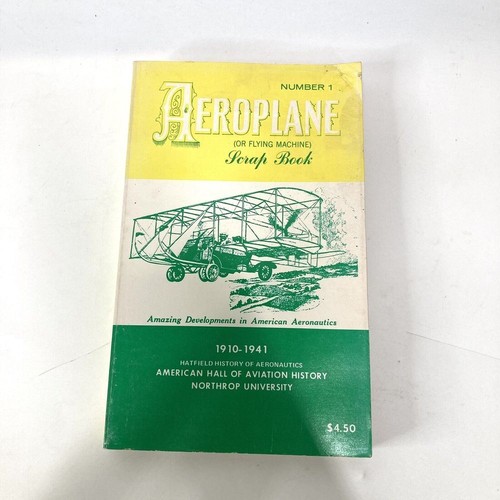 NUMBER 1
AEROPLANE
(OR FLYING MACHINE)
Scrap Book
Amazing Developments in American Aeronautics
1910-1941
HATFIELD HISTORY OF AERONAUTICS
AMERICAN HALL OF AVIATION HISTORY
NORTHROP UNIVERSITY
$4.50